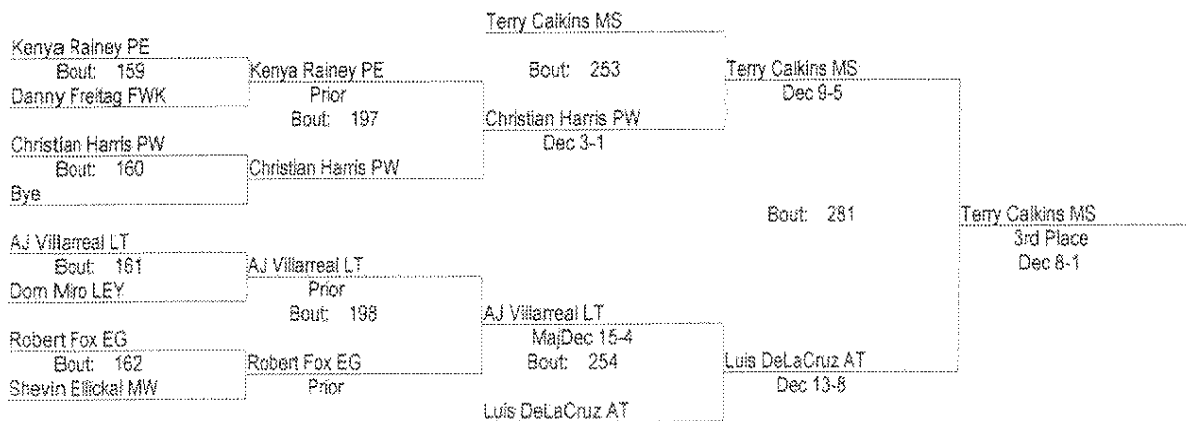 Terry Calkins MS
Kenya Rainey PE
Bout: 159
Danny Freitag FWK
Kenya Rainey PE
Prior
Bout: 197
Bout: 253
Terry Calkins MS
Dec 9-5
Christian Harris PW
Dec 3-1
Christian Harris PW
Bout: 160
Bye
Christian Harris PW
Bout: 281
Terry Calkins MS
3rd Place
Dec 8-1
AJ Villarreal LT
Bout: 161
Dom Miro LEY
AJ Villarreal LT
Prior
Bout: 198
AJ Villarreal LT
MajDec 15-4
Bout: 254
Robert Fox EG
Bout: 162
Shevin Ellickal MW
Robert Fox EG
Prior
Luis DeLaCruz AT
Dec 13-8
Luis DeLaCruz AT